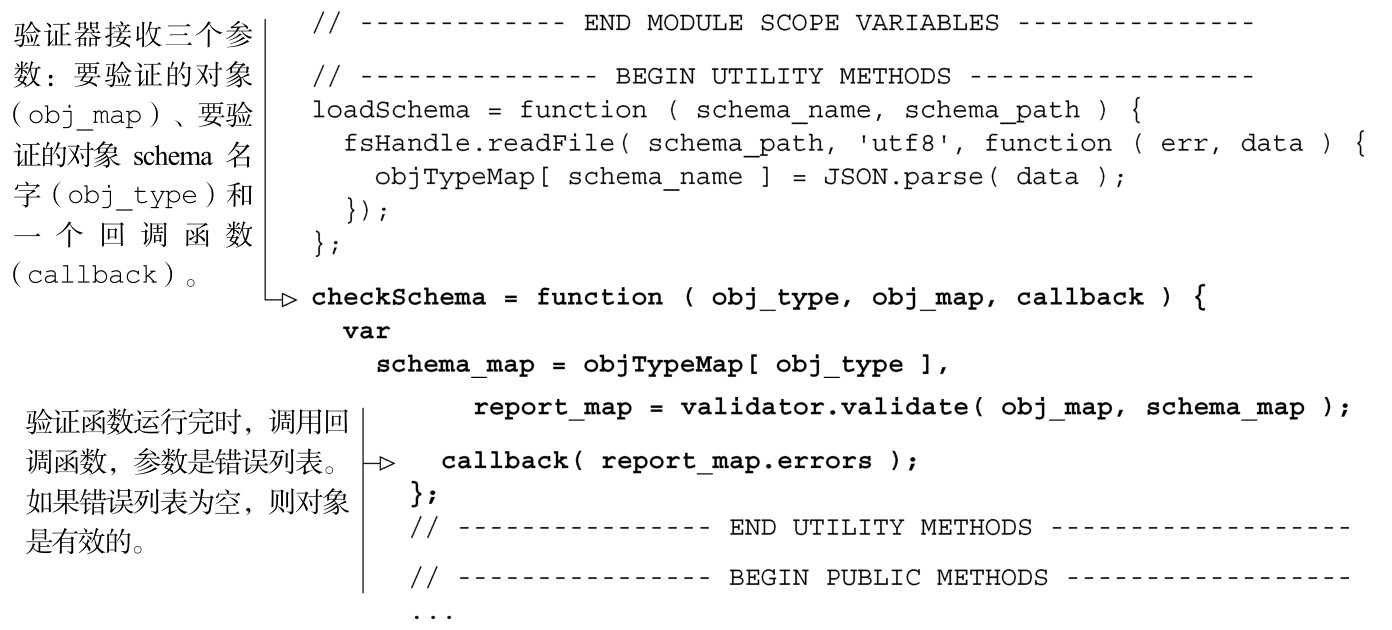 验证器接收三个参
数：要验证的对象
(obj_map)、要验
证的对象 schema 名
字(obj_type)和
一个回调函数
(callback)。
// ------------- END MODULE SCOPE VARIABLES ---------------
// --------------- BEGIN UTILITY METHODS ------------------
loadSchema = function ( schema_name, schema_path ) {
  fsHandle.readFile( schema_path, 'utf8', function ( err, data ) {
    objTypeMap[ schema_name ] = JSON.parse( data );
  });
};
checkSchema = function ( obj_type, obj_map, callback ) {
  var
    schema_map = objTypeMap[ obj_type ],
    report_map = validator.validate( obj_map, schema_map );
验证函数运行完时，调用回
调函数，参数是错误列表。
如果错误列表为空，则对象
是有效的。
  callback( report_map.errors );
};
// ---------------- END UTILITY METHODS -------------------
// ---------------- BEGIN PUBLIC METHODS ------------------
...